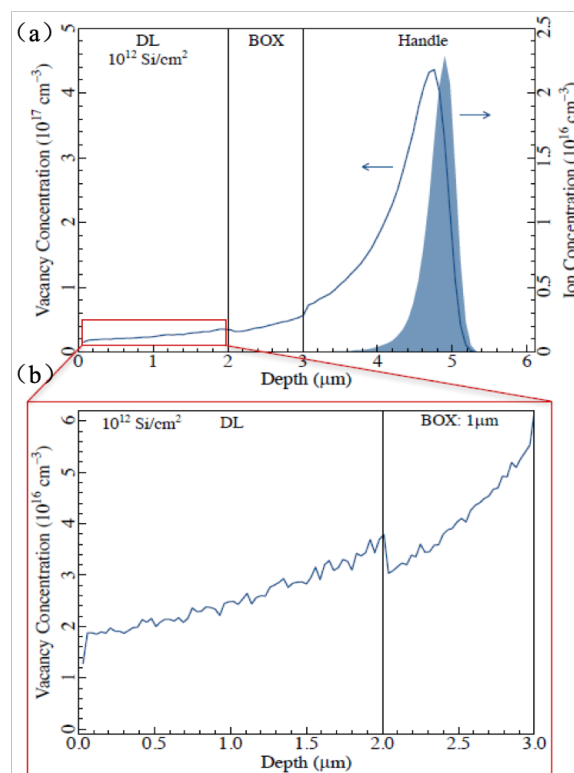 (a)
DL
10¹² Si/cm²
BOX
Handle
Vacancy Concentration (10¹⁷ cm⁻³)
5
4
3
2
1
0
2.5
2
1.5
1
0.5
0
Ion Concentration (10¹⁶ cm⁻³)
0 1 2 3 4 5 6
Depth (μm)
(b)
10¹² Si/cm² DL
BOX: 1μm
Vacancy Concentration (10¹⁶ cm⁻³)
6
5
4
3
2
1
0
0 0.5 1.0 1.5 2.0 2.5 3.0
Depth (μm)